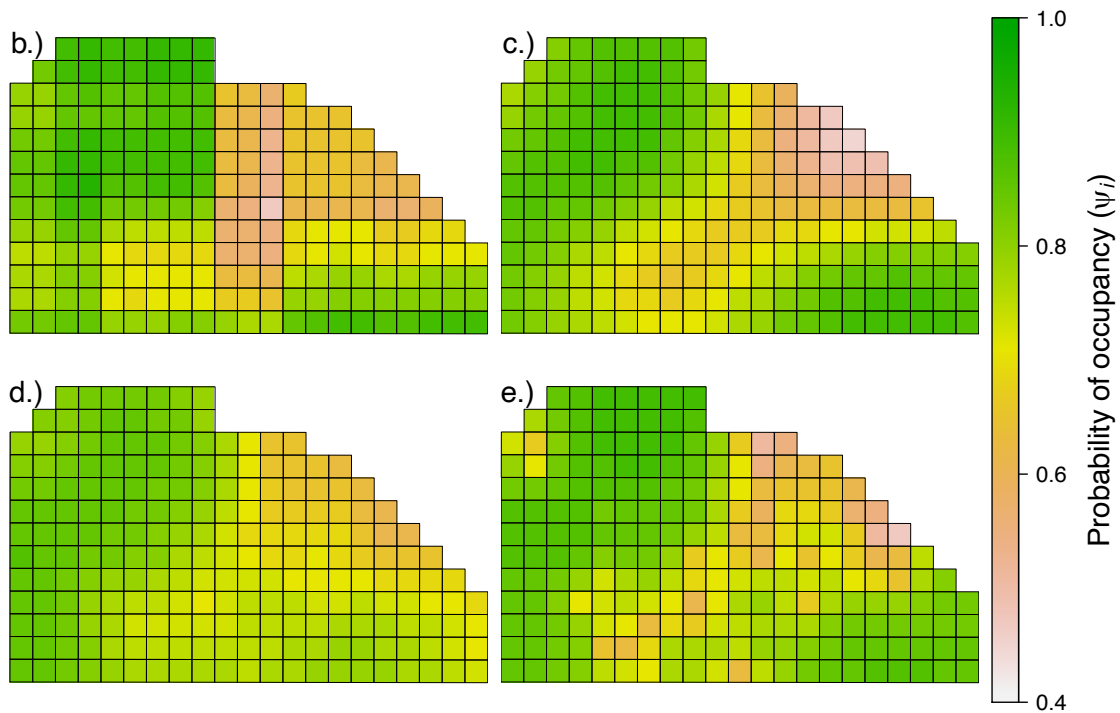 b.)
c.)
d.)
e.)
1.0
0.8
0.6
0.4
Probability of occupancy (ψi)